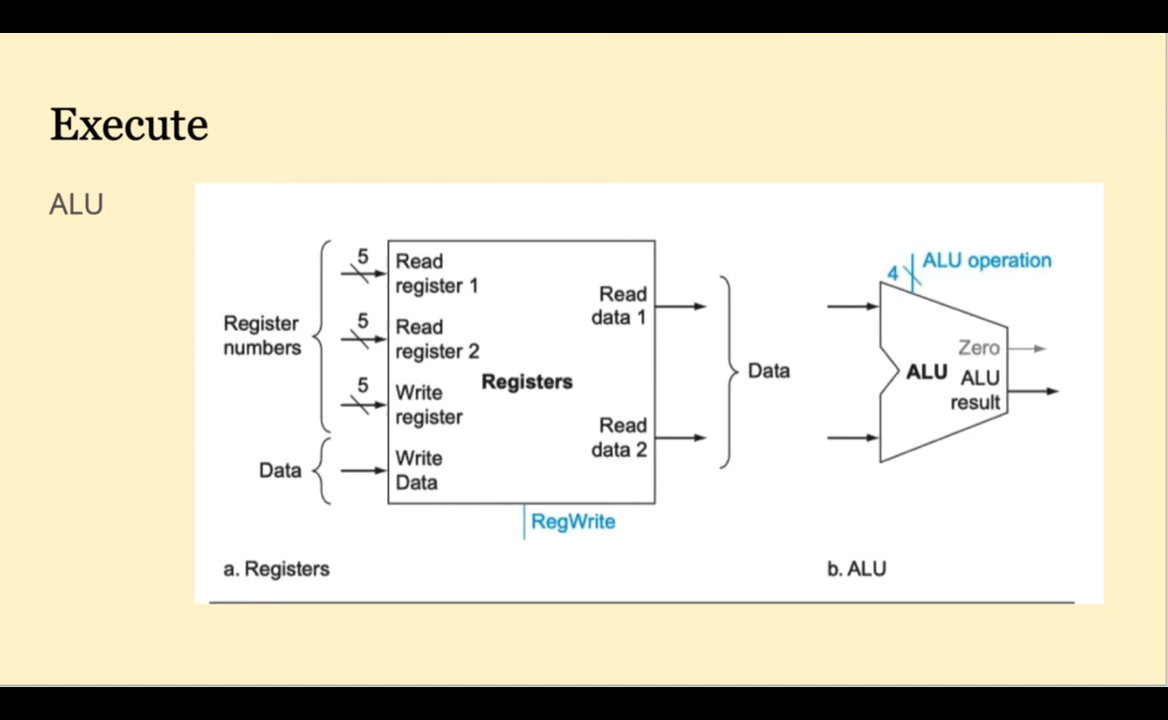 Execute
ALU
Register
numbers
Data
5
5
5
Read
register 1
Read
register 2
Write
register
Write
Data
Registers
Read
data 1
Read
data 2
RegWrite
Data
4
ALU operation
ALU
Zero
ALU
result
a. Registers
b. ALU